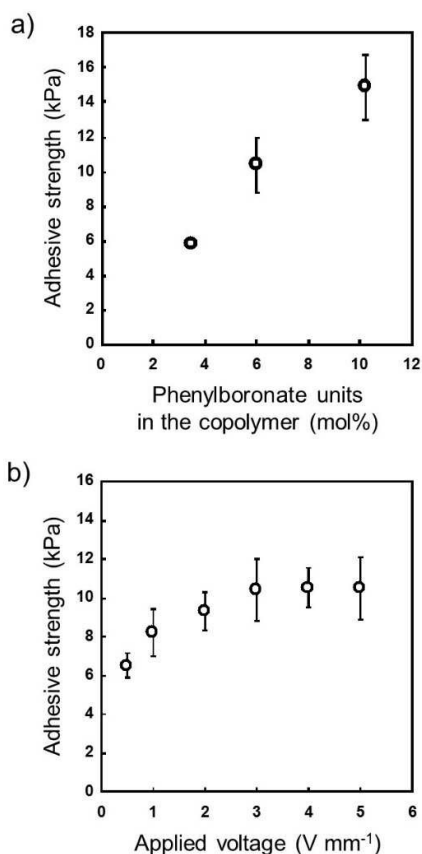 a)
18
16
14
12
10
8
6
4
2
0
Adhesive strength (kPa)
0 2 4 6 8 10 12
Phenylboronate units
in the copolymer (mol%)
b)
16
14
12
10
8
6
4
2
0
Adhesive strength (kPa)
0 1 2 3 4 5 6
Applied voltage (V mm⁻¹)